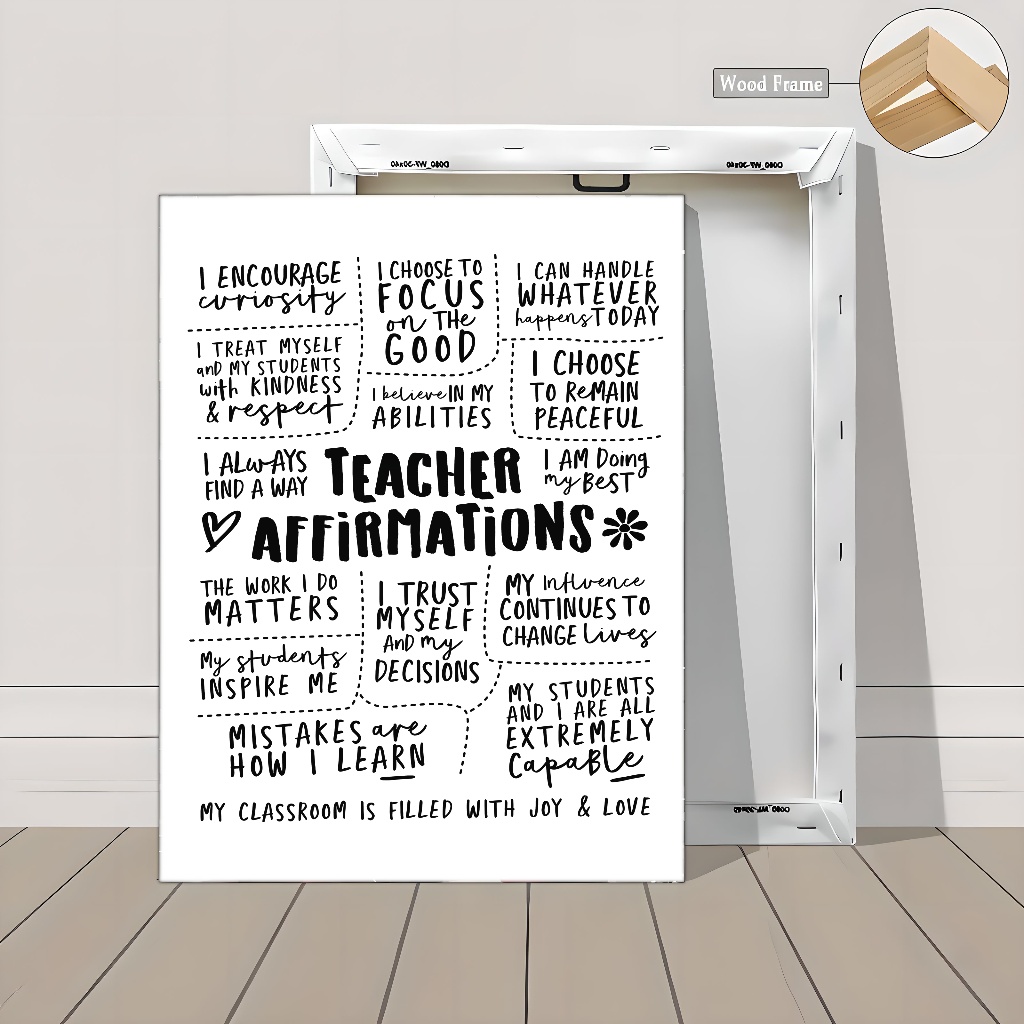 Wood Frame
I ENCOURAGE
curiosity
I CHOOSE TO
FOCUS
on THe
GOOD
I CAN HANDLE
WHATEVER
happens TODAY
I TREAT MYSELF
anD MY STUDENTS
with KINDNESS
& respect
I believe IN MY
ABILITIES
I CHOOSE
TO ReMAIN
PEACEFUL
I ALwAYS
FIND A WAY
TEACHER
AFFiRMATiONS
I AM Doing
my BEST
THE WORK I DO
MATTERS
I TRUST
MYSELF
AnD my
DECISIONS
MY Influence
CONTINUES TO
CHANGE lives
My students
INSPIRE ME
MISTAKES are
HOW I LEARN
MY STUDENTS
AND I ARE ALL
EXTREMELY
CapaBLe
MY CLASSROOM IS FILLED WITH JOY & LOVE